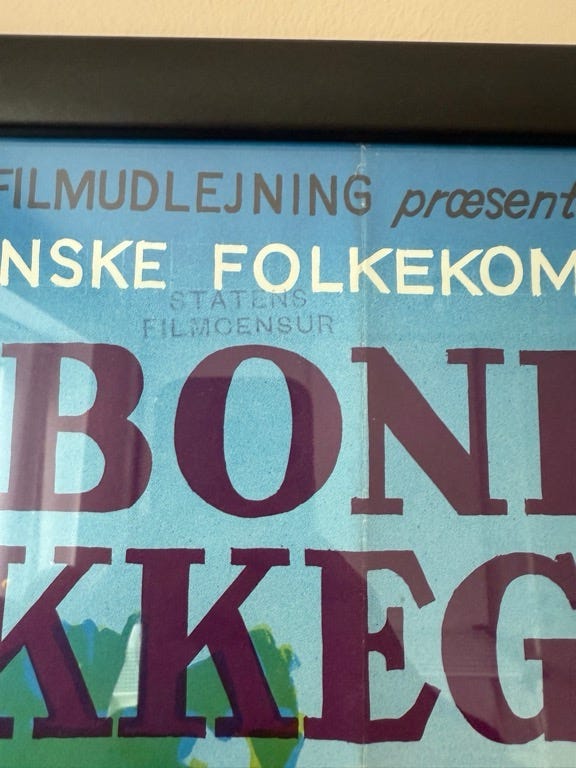 FILMUDLEJNING præsent
NSKE FOLKEKOM
STATENS
FILMCENSUR
BON
KKEG